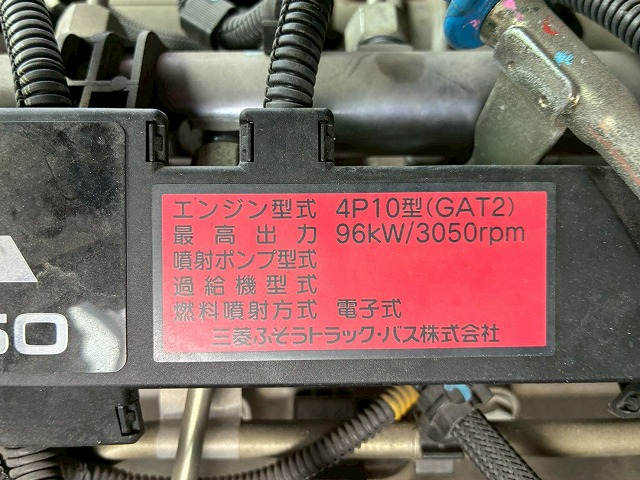 エンジン型式 4P10型(GAT2)
最高出力 96kW/3050rpm
噴射ポンプ型式
過給機型式
燃料噴射方式 電子式
三菱ふそうトラック・バス株式会社